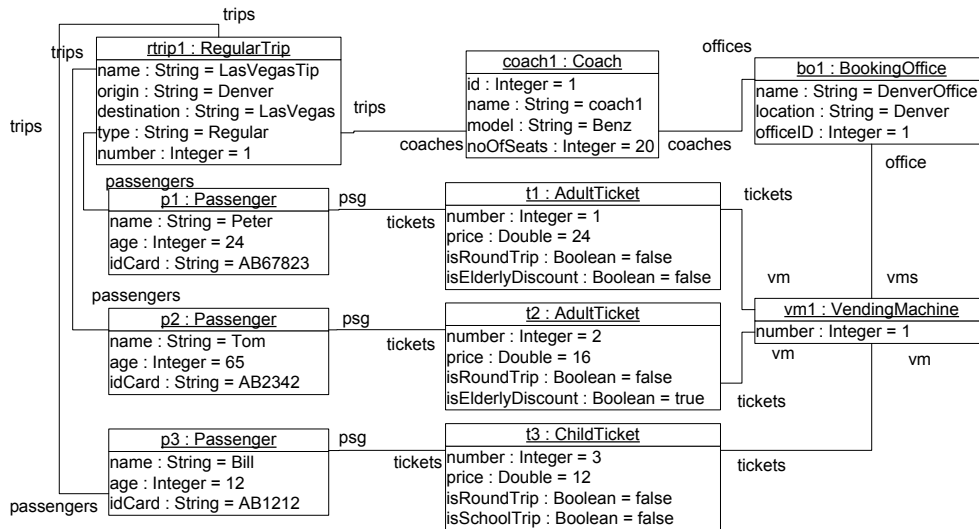 trips
trips
trips
rtrip1 : RegularTrip
name : String = LasVegasTip
origin : String = Denver
destination : String = LasVegas
type : String = Regular
number : Integer = 1
trips
coaches
coach1 : Coach
id : Integer = 1
name : String = coach1
model : String = Benz
noOfSeats : Integer = 20
offices
coaches
bo1 : BookingOffice
name : String = DenverOffice
location : String = Denver
officeID : Integer = 1
office
passengers
p1 : Passenger
name : String = Peter
age : Integer = 24
idCard : String = AB67823
psg
tickets
t1 : AdultTicket
number : Integer = 1
price : Double = 24
isRoundTrip : Boolean = false
isElderlyDiscount : Boolean = false
tickets
vm
vms
passengers
p2 : Passenger
name : String = Tom
age : Integer = 65
idCard : String = AB2342
psg
tickets
t2 : AdultTicket
number : Integer = 2
price : Double = 16
isRoundTrip : Boolean = false
isElderlyDiscount : Boolean = true
vm1 : VendingMachine
number : Integer = 1
vm
vm
tickets
passengers
p3 : Passenger
name : String = Bill
age : Integer = 12
idCard : String = AB1212
psg
tickets
t3 : ChildTicket
number : Integer = 3
price : Double = 12
isRoundTrip : Boolean = false
isSchoolTrip : Boolean = false
tickets